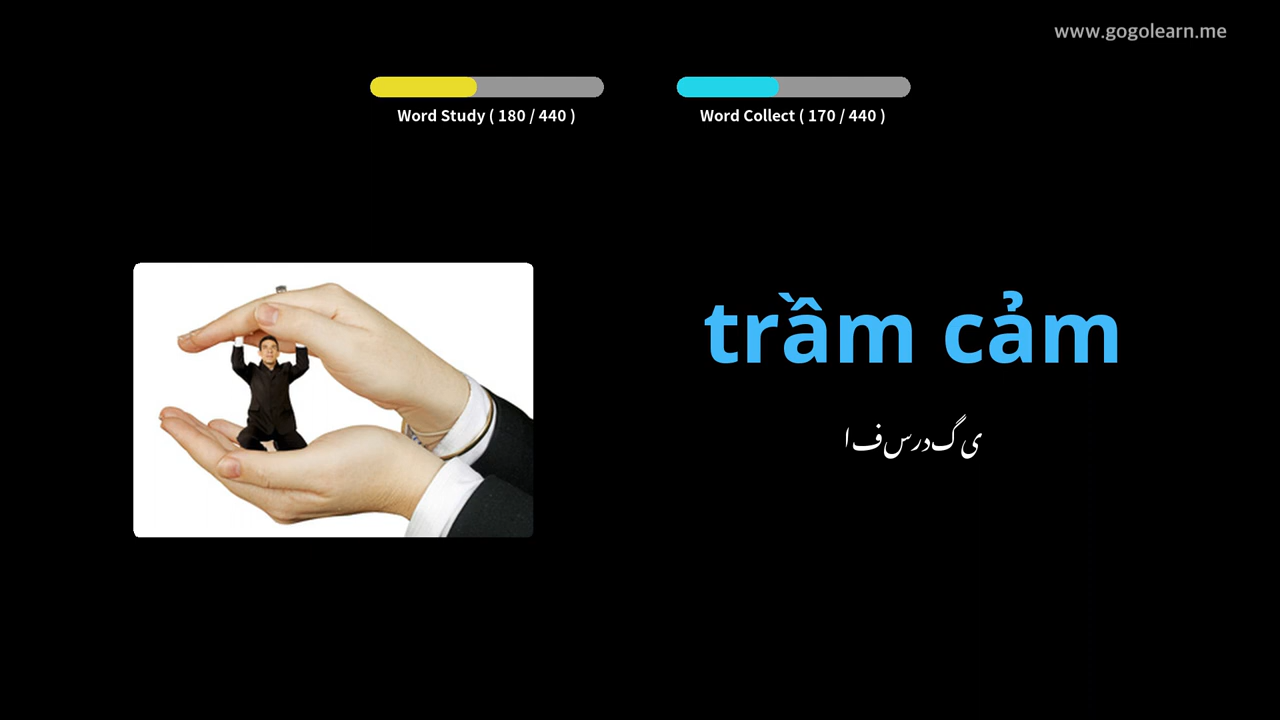 www.gogolearn.me
Word Study ( 180 / 440 )
Word Collect ( 170 / 440 )
trầm cảm
افسردگی